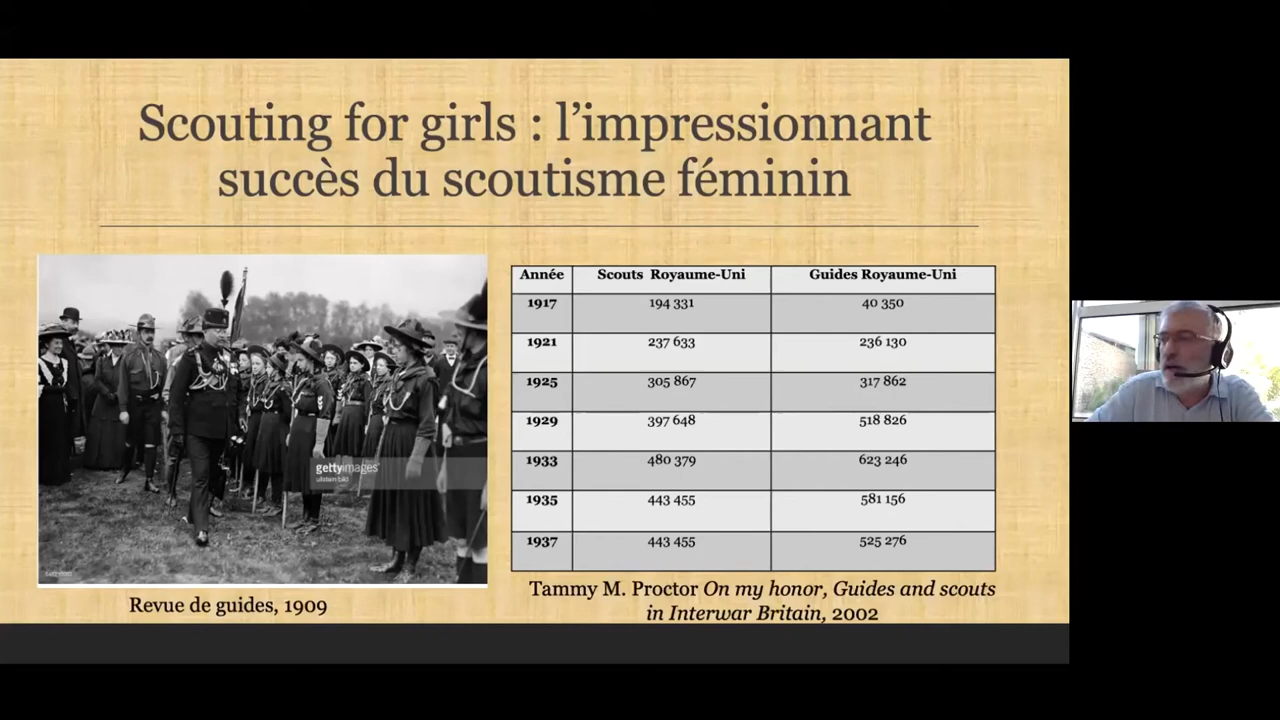 Scouting for girls : l’impressionnant
succès du scoutisme féminin
gettyimages
ullstein bild
Revue de guides, 1909
Année Scouts Royaume-Uni Guides Royaume-Uni
1917 194 331 40 350
1921 237 633 236 130
1925 305 867 317 862
1929 397 648 518 826
1933 480 379 623 246
1935 443 455 581 156
1937 443 455 525 276
Tammy M. Proctor On my honor, Guides and scouts
in Interwar Britain, 2002